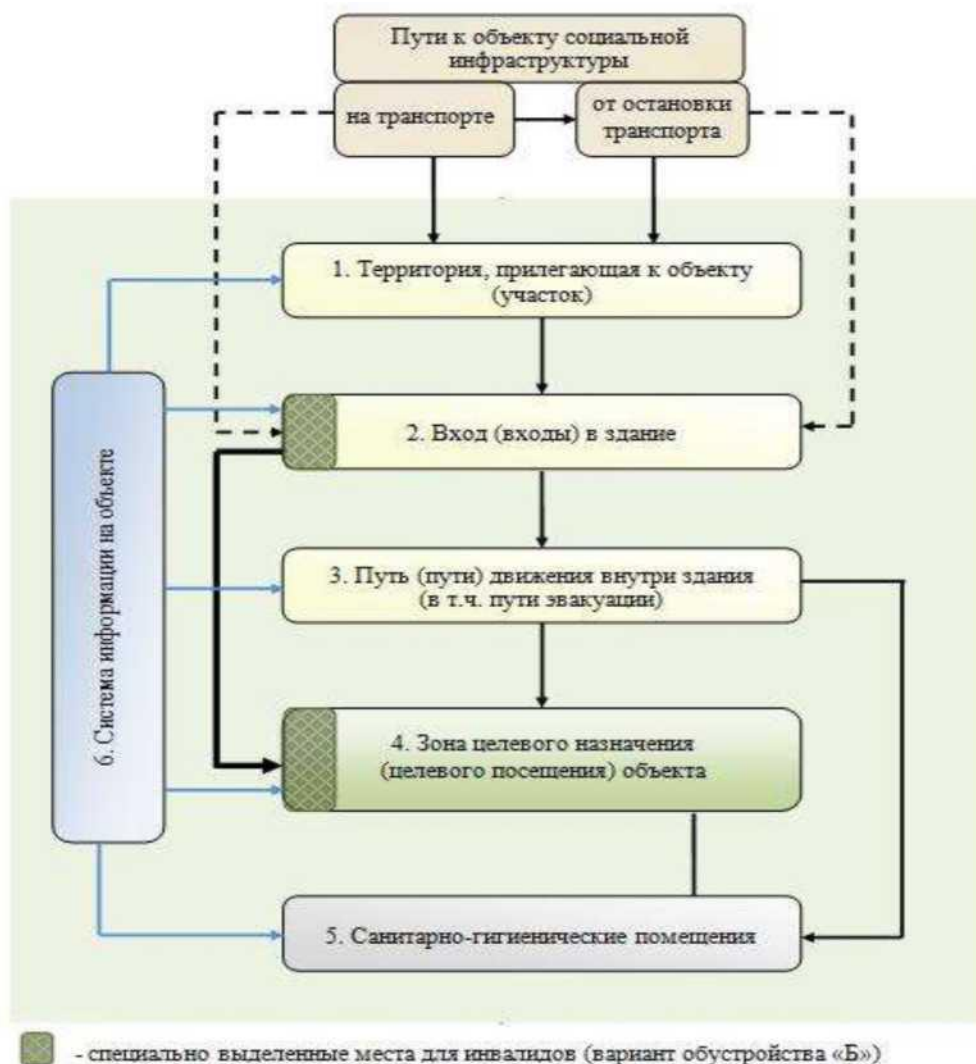 Пути к объекту социальной
инфраструктуры
на транспорте
от остановки
транспорта
1. Территория, прилегающая к объекту
(участок)
2. Вход (входы) в здание
3. Путь (пути) движения внутри здания
(в т.ч. пути эвакуации)
4. Зона целевого назначения
(целевого посещения) объекта
5. Санитарно-гигиенические помещения
6. Система информации на объекте
- специально выделенные места для инвалидов (вариант обустройства «Б»)